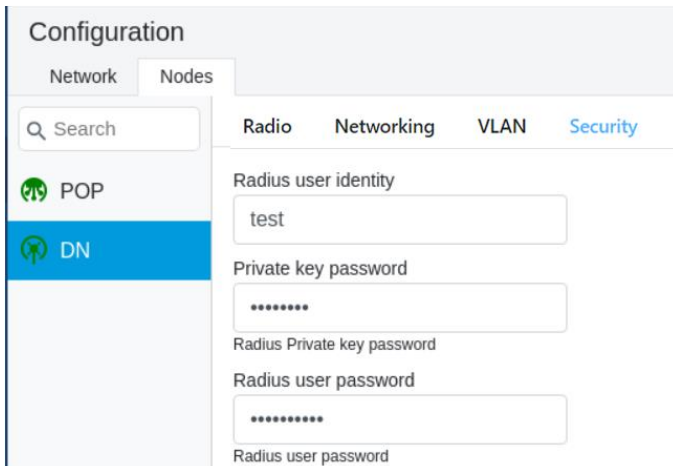 Configuration
Network Nodes
Search
Radio Networking VLAN Security
POP
DN
Radius user identity
test
Private key password
••••••••
Radius Private key password
Radius user password
••••••••••
Radius user password